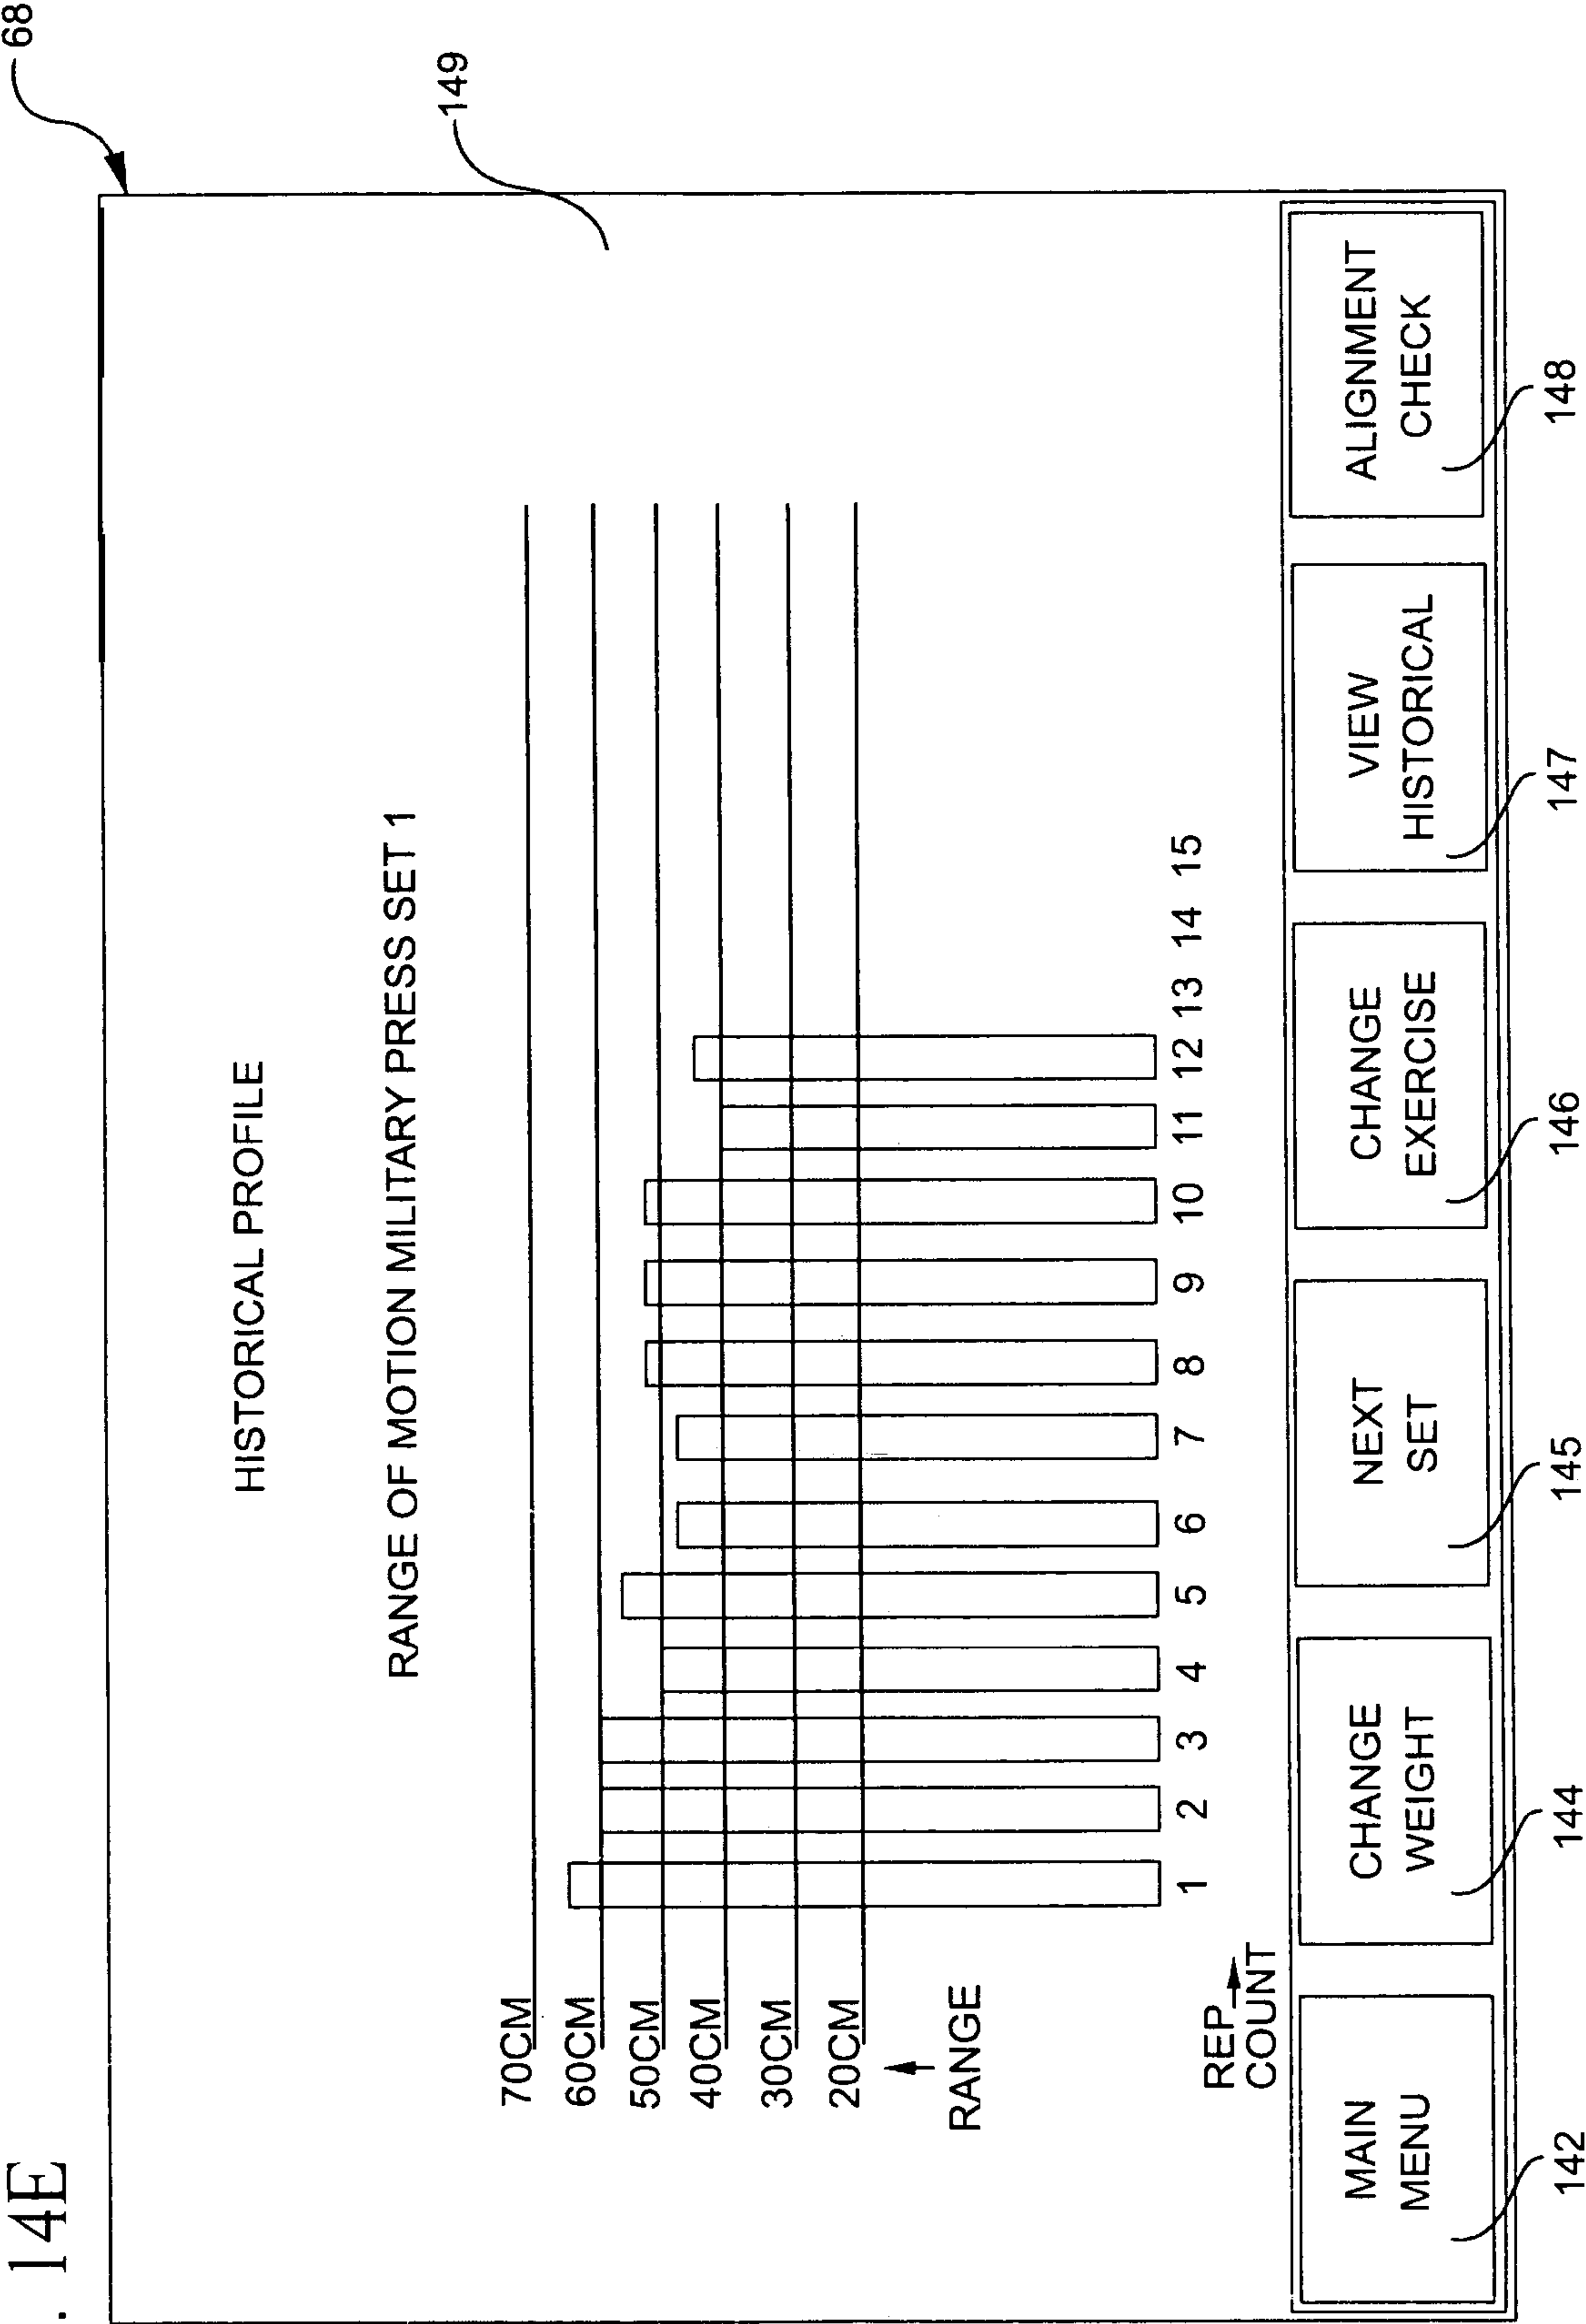 . 14E
68
149
HISTORICAL PROFILE
RANGE OF MOTION MILITARY PRESS SET 1
70CM
60CM
50CM
40CM
30CM
20CM
RANGE
1 2 3 4 5 6 7 8 9 10 11 12 13 14 15
REP
COUNT
MAIN
MENU
CHANGE
WEIGHT
NEXT
SET
CHANGE
EXERCISE
VIEW
HISTORICAL
ALIGNMENT
CHECK
142 144 145 146 147 148